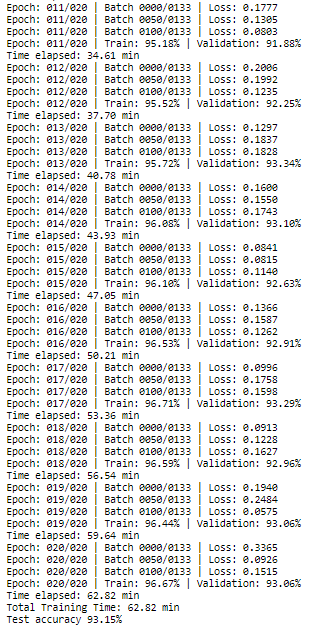 Epoch: 011/020 | Batch 0000/0133 | Loss: 0.1777
Epoch: 011/020 | Batch 0050/0133 | Loss: 0.1305
Epoch: 011/020 | Batch 0100/0133 | Loss: 0.0803
Epoch: 011/020 | Train: 95.18% | Validation: 91.88%
Time elapsed: 34.61 min
Epoch: 012/020 | Batch 0000/0133 | Loss: 0.2006
Epoch: 012/020 | Batch 0050/0133 | Loss: 0.1992
Epoch: 012/020 | Batch 0100/0133 | Loss: 0.1235
Epoch: 012/020 | Train: 95.52% | Validation: 92.25%
Time elapsed: 37.70 min
Epoch: 013/020 | Batch 0000/0133 | Loss: 0.1297
Epoch: 013/020 | Batch 0050/0133 | Loss: 0.1837
Epoch: 013/020 | Batch 0100/0133 | Loss: 0.1828
Epoch: 013/020 | Train: 95.72% | Validation: 93.34%
Time elapsed: 40.78 min
Epoch: 014/020 | Batch 0000/0133 | Loss: 0.1600
Epoch: 014/020 | Batch 0050/0133 | Loss: 0.1550
Epoch: 014/020 | Batch 0100/0133 | Loss: 0.1743
Epoch: 014/020 | Train: 96.08% | Validation: 93.10%
Time elapsed: 43.93 min
Epoch: 015/020 | Batch 0000/0133 | Loss: 0.0841
Epoch: 015/020 | Batch 0050/0133 | Loss: 0.0815
Epoch: 015/020 | Batch 0100/0133 | Loss: 0.1140
Epoch: 015/020 | Train: 96.10% | Validation: 92.63%
Time elapsed: 47.05 min
Epoch: 016/020 | Batch 0000/0133 | Loss: 0.1366
Epoch: 016/020 | Batch 0050/0133 | Loss: 0.1587
Epoch: 016/020 | Batch 0100/0133 | Loss: 0.1262
Epoch: 016/020 | Train: 96.53% | Validation: 92.91%
Time elapsed: 50.21 min
Epoch: 017/020 | Batch 0000/0133 | Loss: 0.0996
Epoch: 017/020 | Batch 0050/0133 | Loss: 0.1758
Epoch: 017/020 | Batch 0100/0133 | Loss: 0.1598
Epoch: 017/020 | Train: 96.71% | Validation: 93.29%
Time elapsed: 53.36 min
Epoch: 018/020 | Batch 0000/0133 | Loss: 0.0913
Epoch: 018/020 | Batch 0050/0133 | Loss: 0.1228
Epoch: 018/020 | Batch 0100/0133 | Loss: 0.1627
Epoch: 018/020 | Train: 96.59% | Validation: 92.96%
Time elapsed: 56.54 min
Epoch: 019/020 | Batch 0000/0133 | Loss: 0.1940
Epoch: 019/020 | Batch 0050/0133 | Loss: 0.2484
Epoch: 019/020 | Batch 0100/0133 | Loss: 0.0575
Epoch: 019/020 | Train: 96.44% | Validation: 93.06%
Time elapsed: 59.64 min
Epoch: 020/020 | Batch 0000/0133 | Loss: 0.3365
Epoch: 020/020 | Batch 0050/0133 | Loss: 0.0926
Epoch: 020/020 | Batch 0100/0133 | Loss: 0.1515
Epoch: 020/020 | Train: 96.67% | Validation: 93.06%
Time elapsed: 62.82 min
Total Training Time: 62.82 min
Test accuracy 93.15%